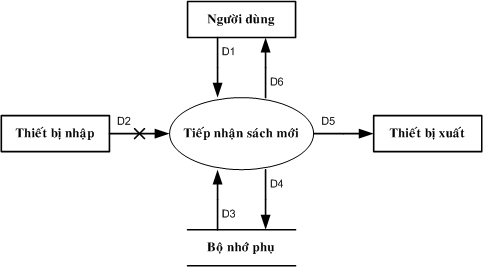 Người dùng
D1
D6
Thiết bị nhập
D2
Tiếp nhận sách mới
D5
Thiết bị xuất
D3
D4
Bộ nhớ phụ